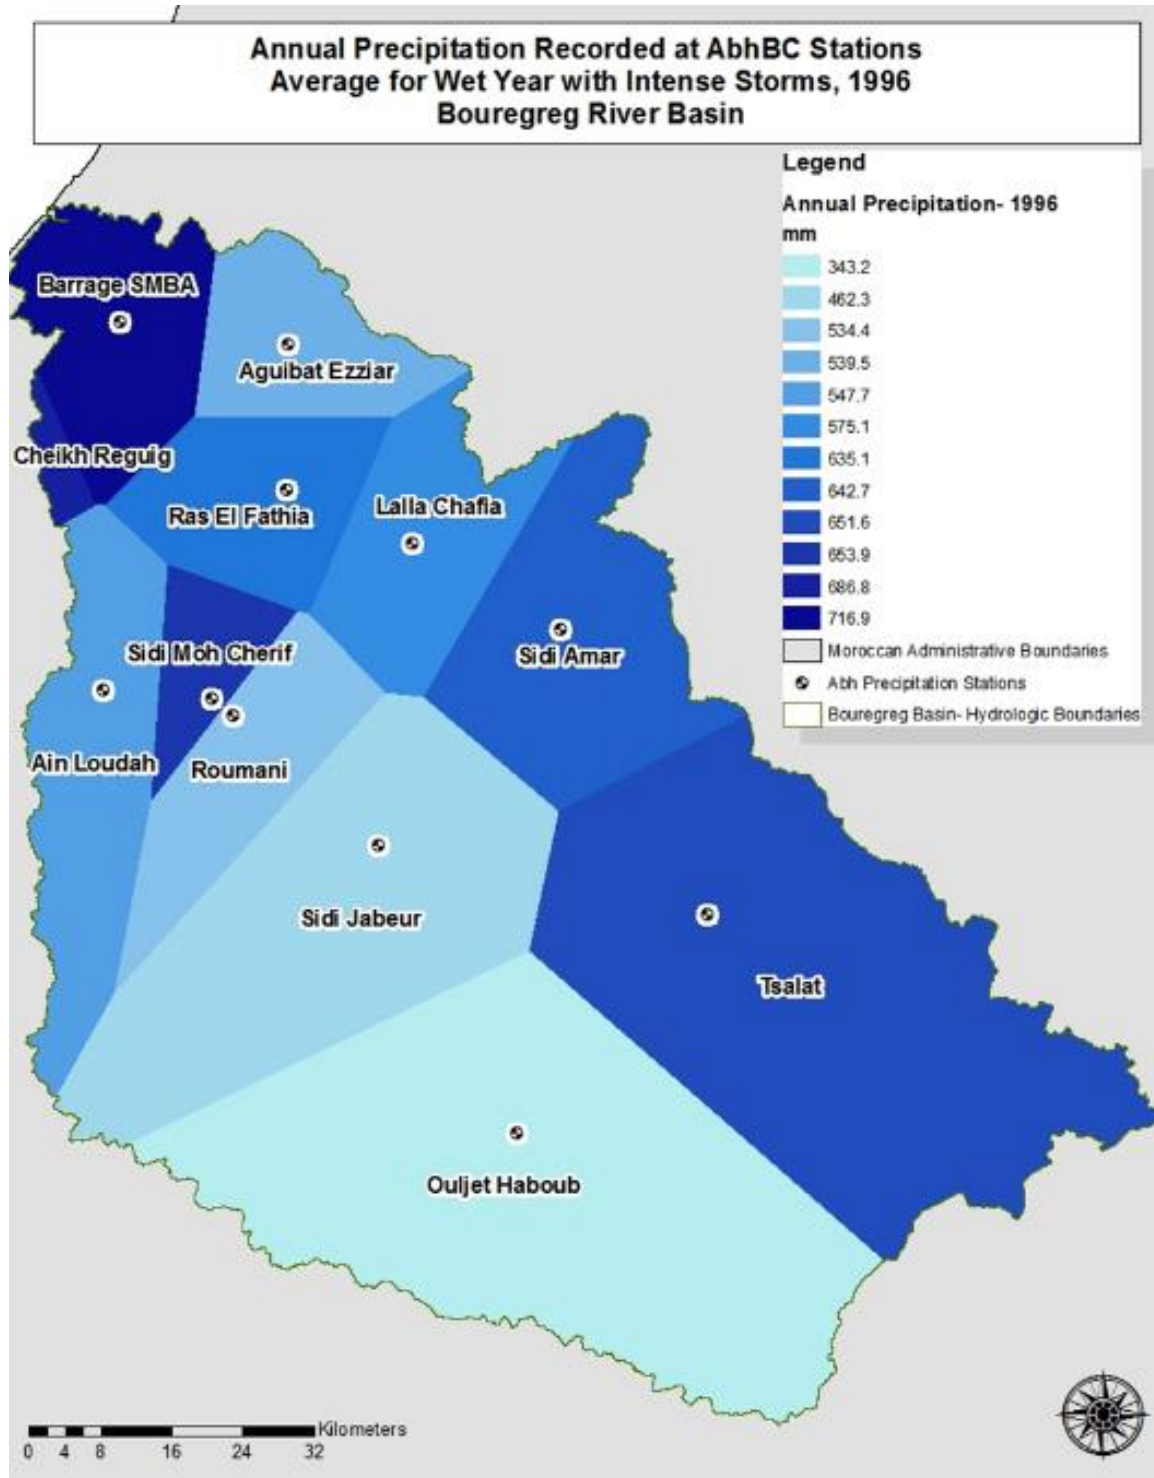 Annual Precipitation Recorded at AbhBC Stations
Average for Wet Year with Intense Storms, 1996
Bouregreg River Basin
Legend
Annual Precipitation- 1996
mm
343.2
462.3
534.4
539.5
547.7
575.1
635.1
642.7
651.6
653.9
686.8
716.9
Moroccan Administrative Boundaries
Abh Precipitation Stations
Bouregreg Basin- Hydrologic Boundaries
Barrage SMBA
Aguibat Ezziar
Cheikh Reguig
Ras El Fathia
Lalla Chafia
Sidi Moh Cherif
Sidi Amar
Ain Loudah
Roumani
Sidi Jabeur
Tsalat
Ouljet Haboub
Kilometers
0 4 8 16 24 32